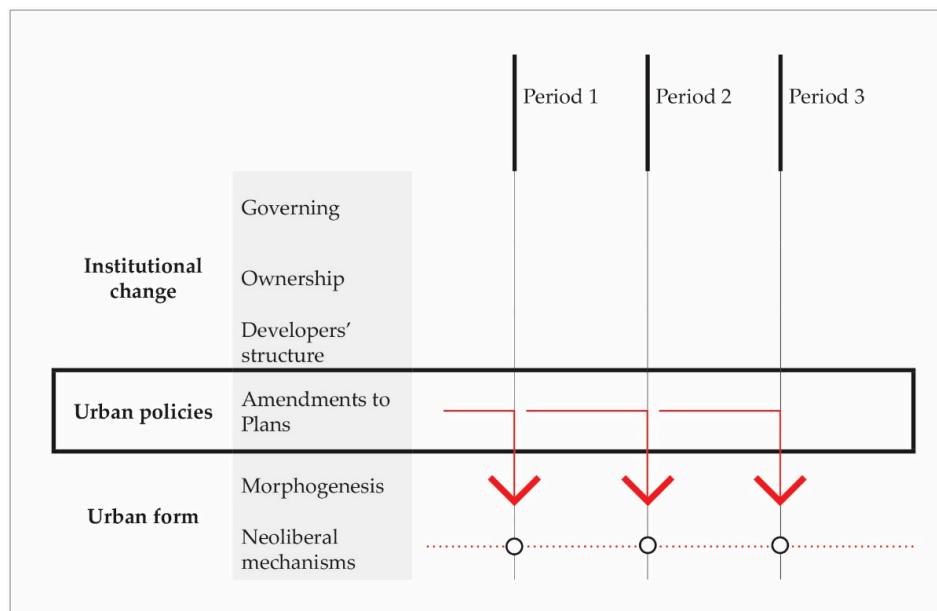 Period 1
Period 2
Period 3
Governing
Institutional
change
Ownership
Developers’
structure
Urban policies
Amendments to
Plans
Urban form
Morphogenesis
Neoliberal
mechanisms